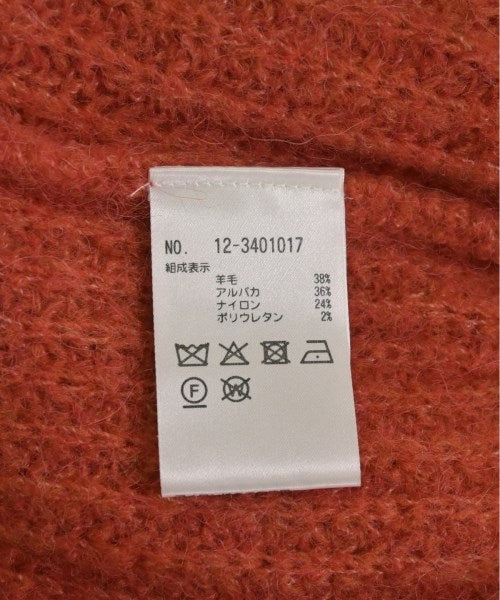 NO. 12-3401017
組成表示
羊毛 38%
アルパカ 36%
ナイロン 24%
ポリウレタン 2%
F W